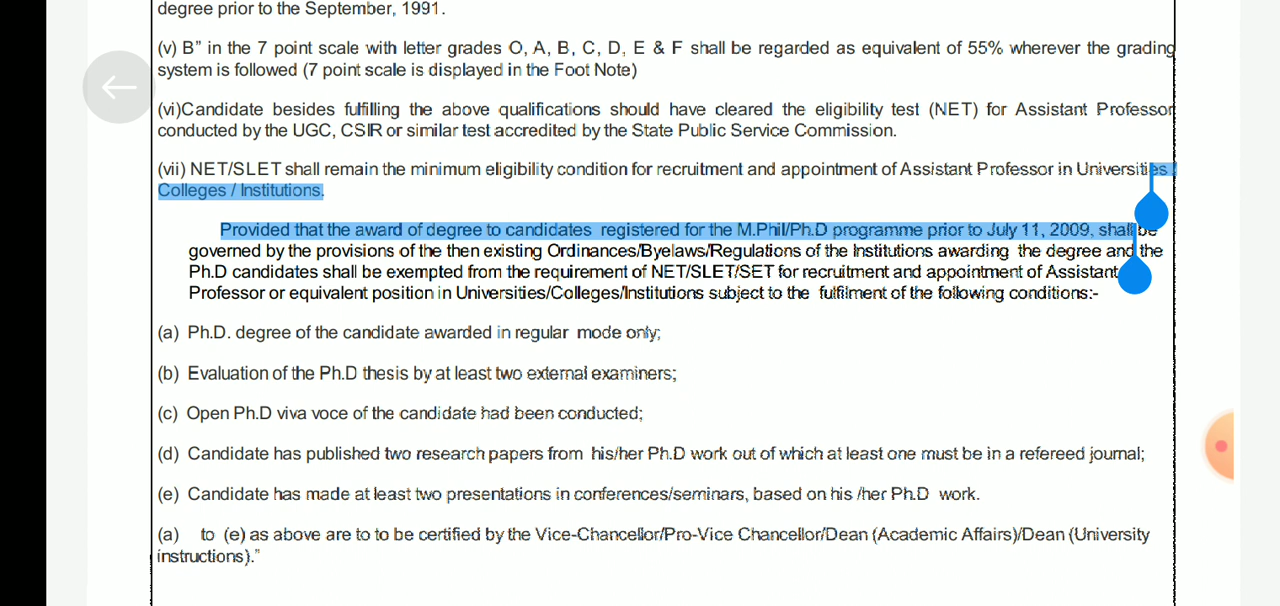 degree prior to the September, 1991.
(v) B” in the 7 point scale with letter grades O, A, B, C, D, E & F shall be regarded as equivalent of 55% wherever the grading
system is followed (7 point scale is displayed in the Foot Note)
(vi)Candidate besides fulfilling the above qualifications should have cleared the eligibility test (NET) for Assistant Professor
conducted by the UGC, CSIR or similar test accredited by the State Public Service Commission.
(vii) NET/SLET shall remain the minimum eligibility condition for recruitment and appointment of Assistant Professor in Universities /
Colleges / Institutions.
Provided that the award of degree to candidates registered for the M.Phil/Ph.D programme prior to July 11, 2009, shall be
governed by the provisions of the then existing Ordinances/Byelaws/Regulations of the Institutions awarding the degree and the
Ph.D candidates shall be exempted from the requirement of NET/SLET/SET for recruitment and appointment of Assistant
Professor or equivalent position in Universities/Colleges/Institutions subject to the fulfilment of the following conditions:-
(a) Ph.D. degree of the candidate awarded in regular mode only;
(b) Evaluation of the Ph.D thesis by at least two external examiners;
(c) Open Ph.D viva voce of the candidate had been conducted;
(d) Candidate has published two research papers from his/her Ph.D work out of which at least one must be in a refereed journal;
(e) Candidate has made at least two presentations in conferences/seminars, based on his /her Ph.D work.
(a) to (e) as above are to to be certified by the Vice-Chancellor/Pro-Vice Chancellor/Dean (Academic Affairs)/Dean (University
instructions).”